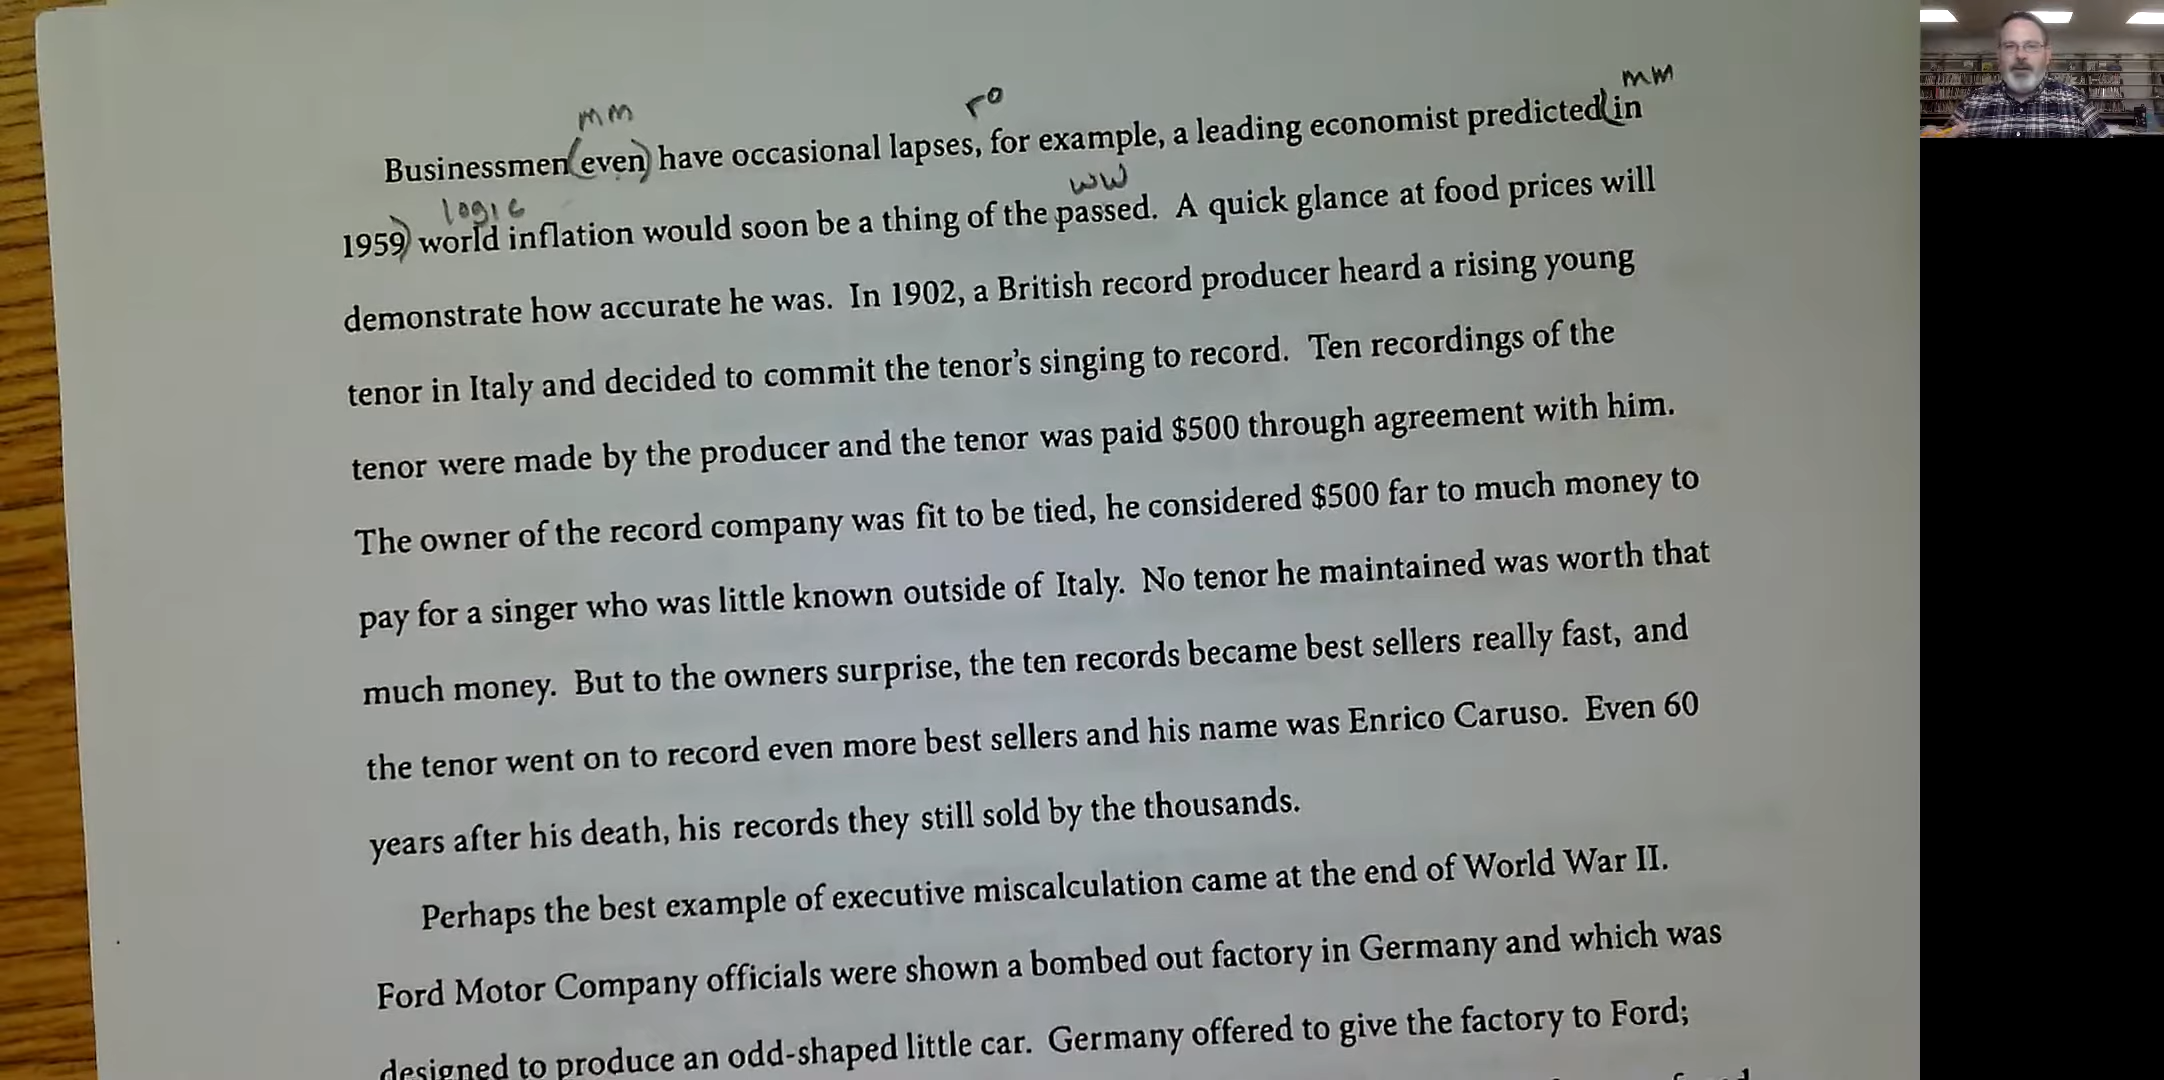 mm
ro
mm
Businessmen (even) have occasional lapses, for example, a leading economist predicted (in
logic
ww
1959) world inflation would soon be a thing of the passed. A quick glance at food prices will
demonstrate how accurate he was. In 1902, a British record producer heard a rising young
tenor in Italy and decided to commit the tenor's singing to record. Ten recordings of the
tenor were made by the producer and the tenor was paid $500 through agreement with him.
The owner of the record company was fit to be tied, he considered $500 far to much money to
pay for a singer who was little known outside of Italy. No tenor he maintained was worth that
much money. But to the owners surprise, the ten records became best sellers really fast, and
the tenor went on to record even more best sellers and his name was Enrico Caruso. Even 60
years after his death, his records they still sold by the thousands.
Perhaps the best example of executive miscalculation came at the end of World War II.
Ford Motor Company officials were shown a bombed out factory in Germany and which was
designed to produce an odd-shaped little car. Germany offered to give the factory to Ford;